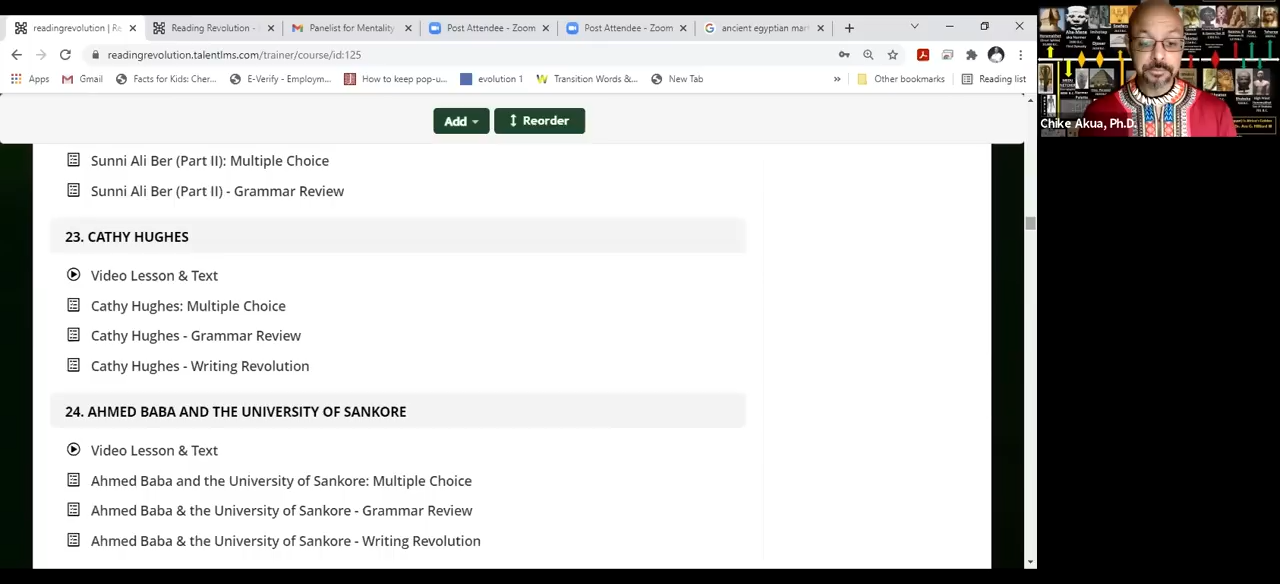 readingrevolution | Re
Reading Revolution -
Panelist for Mentality,
Post Attendee - Zoom
Post Attendee - Zoom
ancient egyptian mar
readingrevolution.talentlms.com/trainer/course/id:125
Apps
Gmail
Facts for Kids: Cher...
E-Verify - Employm...
How to keep pop-u...
evolution 1
Transition Words &...
New Tab
»
Other bookmarks
Reading list
Add
Reorder
Chike Akua, Ph.D.
Sunni Ali Ber (Part II): Multiple Choice
Sunni Ali Ber (Part II) - Grammar Review
23. CATHY HUGHES
Video Lesson & Text
Cathy Hughes: Multiple Choice
Cathy Hughes - Grammar Review
Cathy Hughes - Writing Revolution
24. AHMED BABA AND THE UNIVERSITY OF SANKORE
Video Lesson & Text
Ahmed Baba and the University of Sankore: Multiple Choice
Ahmed Baba & the University of Sankore - Grammar Review
Ahmed Baba & the University of Sankore - Writing Revolution